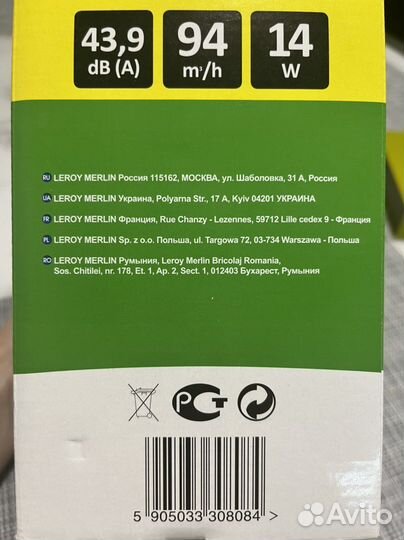 43,9 94 14
dB (A) m³/h W
RU LEROY MERLIN Россия 115162, МОСКВА, ул. Шаболовка, 31 А, Россия
UA LEROY MERLIN Украина, Polyarna Str., 17 A, Kyiv 04201 УКРАИНА
FR LEROY MERLIN Франция, Rue Chanzy - Lezennes, 59712 Lille cedex 9 - Франция
PL LEROY MERLIN Sp. z o.o. Польша, ul. Targowa 72, 03-734 Warszawa - Польша
RO LEROY MERLIN Румыния, Leroy Merlin Bricolaj Romania,
Sos. Chitilei, nr. 178, Et. 1, Ap. 2, Sect. 1, 012403 Бухарест, Румыния
РСТ
5 905033 308084 >
Avito